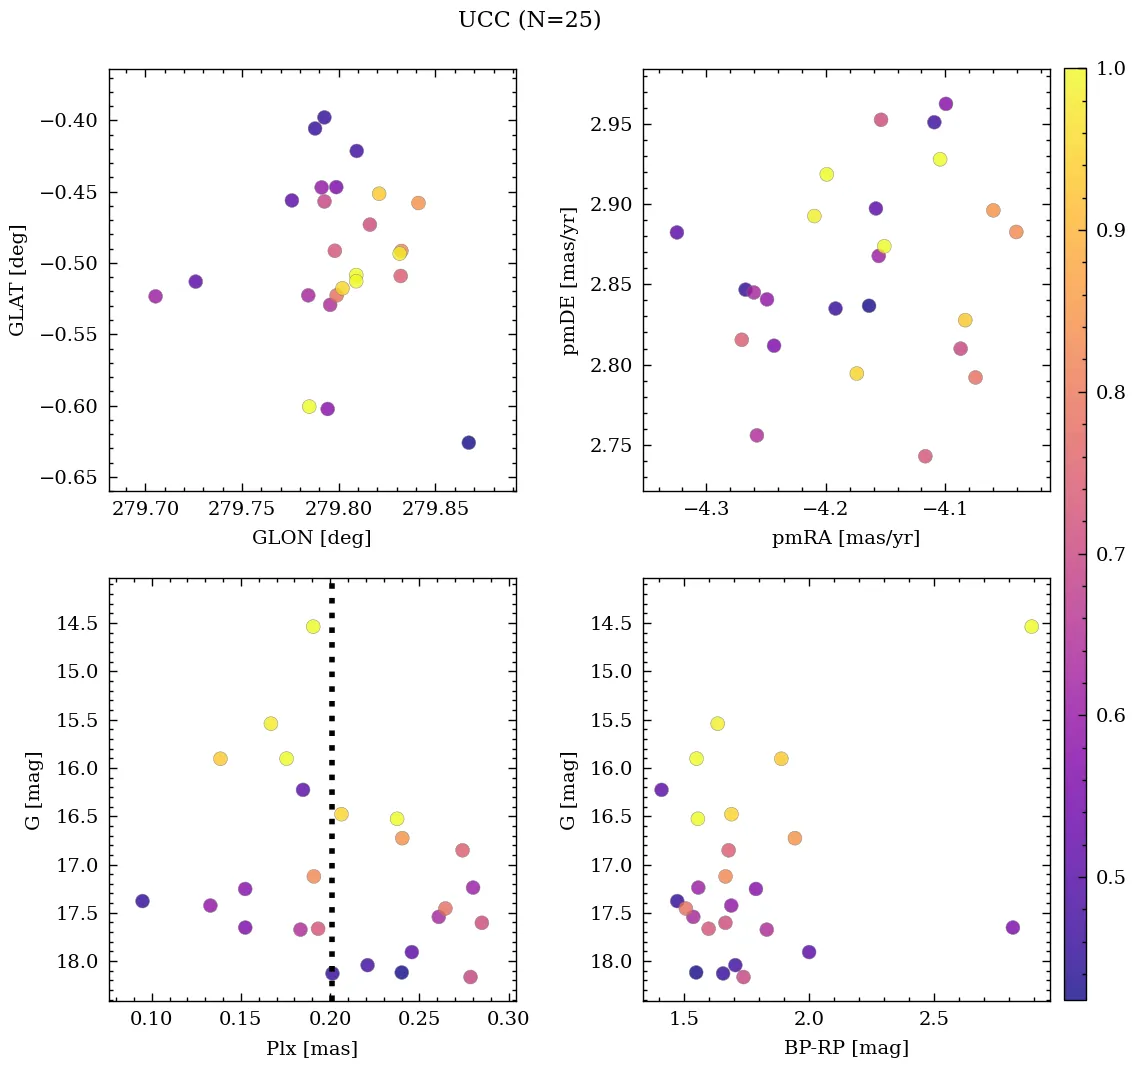 UCC (N=25)
−0.40
−0.45
−0.50
−0.55
−0.60
−0.65
GLAT [deg]
279.70 279.75 279.80 279.85
GLON [deg]
2.95
2.90
2.85
2.80
2.75
pmDE [mas/yr]
−4.3 −4.2 −4.1
pmRA [mas/yr]
14.5
15.0
15.5
16.0
16.5
17.0
17.5
18.0
G [mag]
0.10 0.15 0.20 0.25 0.30
Plx [mas]
14.5
15.0
15.5
16.0
16.5
17.0
17.5
18.0
G [mag]
1.5 2.0 2.5
BP-RP [mag]
1.0
0.9
0.8
0.7
0.6
0.5